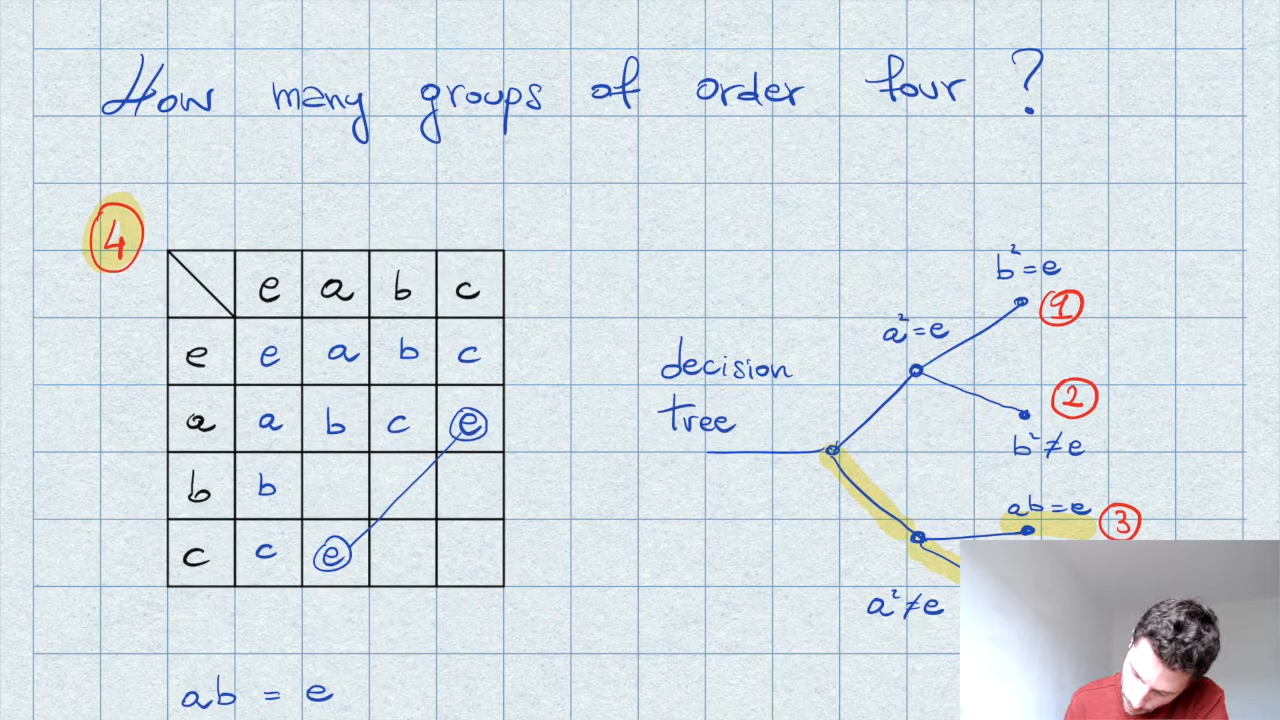 How many groups of order four ?
4
e a b c
e e a b c
a a b c e
b b
c c e
ab = e
decision
tree
a² = e
b² = e
1
2
b² ≠ e
ab = e
3
a² ≠ e